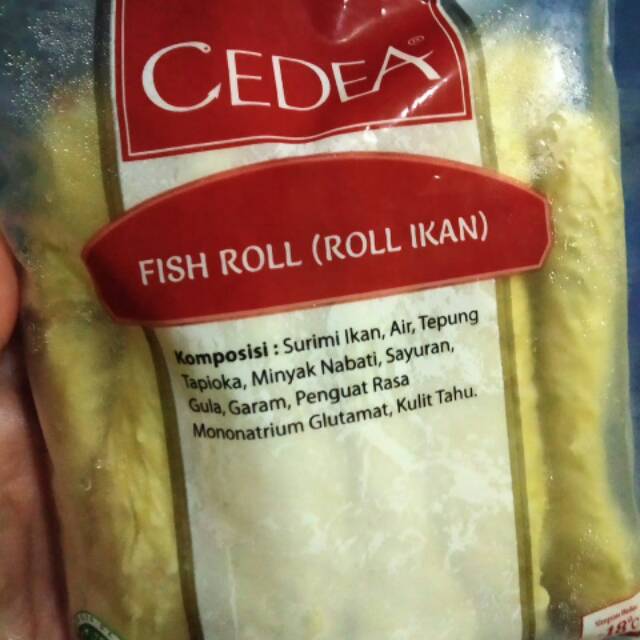 CEDEA®
FISH ROLL (ROLL IKAN)
Komposisi : Surimi Ikan, Air, Tepung
Tapioka, Minyak Nabati, Sayuran,
Gula, Garam, Penguat Rasa
Mononatrium Glutamat, Kulit Tahu.